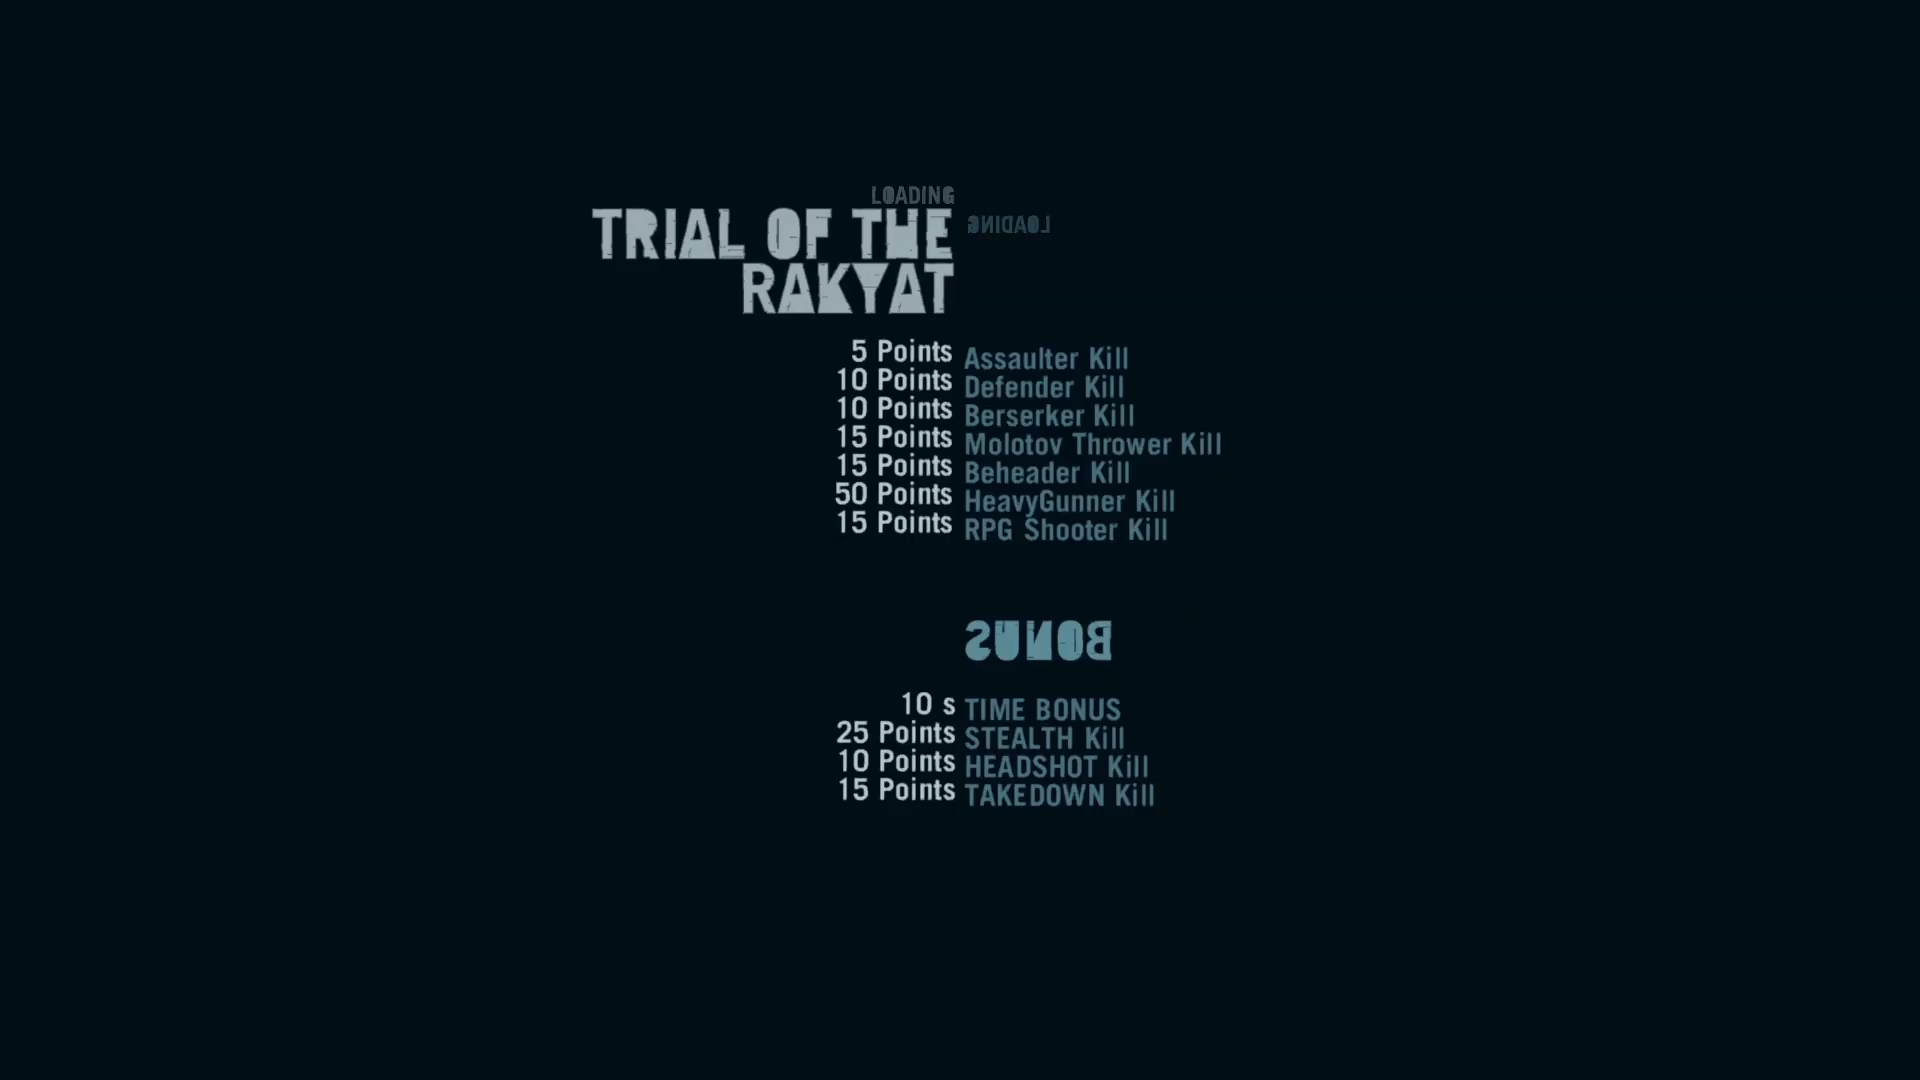 LOADING
TRIAL OF THE
LOADING
RAKYAT
5 Points Assaulter Kill
10 Points Defender Kill
10 Points Berserker Kill
15 Points Molotov Thrower Kill
15 Points Beheader Kill
50 Points HeavyGunner Kill
15 Points RPG Shooter Kill
BONUS
10 s TIME BONUS
25 Points STEALTH Kill
10 Points HEADSHOT Kill
15 Points TAKEDOWN Kill